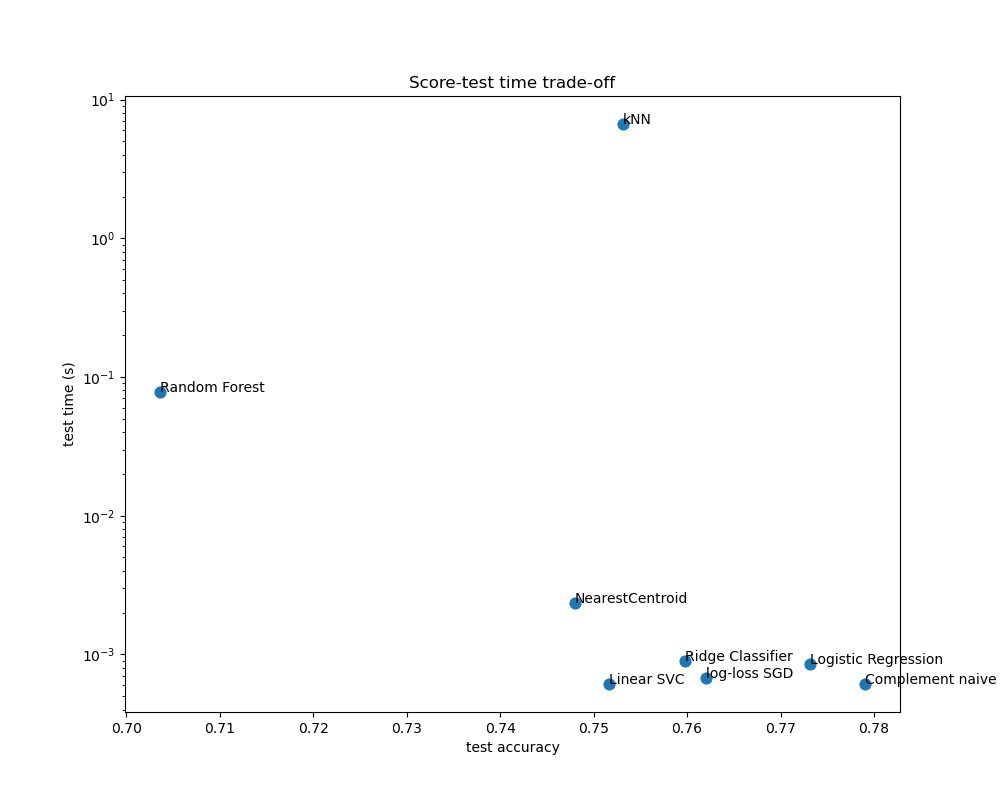 Score-test time trade-off
10¹
kNN
10⁰
test time (s)
10⁻¹
Random Forest
10⁻²
NearestCentroid
10⁻³
Ridge Classifier
Logistic Regression
log-loss SGD
Linear SVC
Complement naive
0.70 0.71 0.72 0.73 0.74 0.75 0.76 0.77 0.78
test accuracy